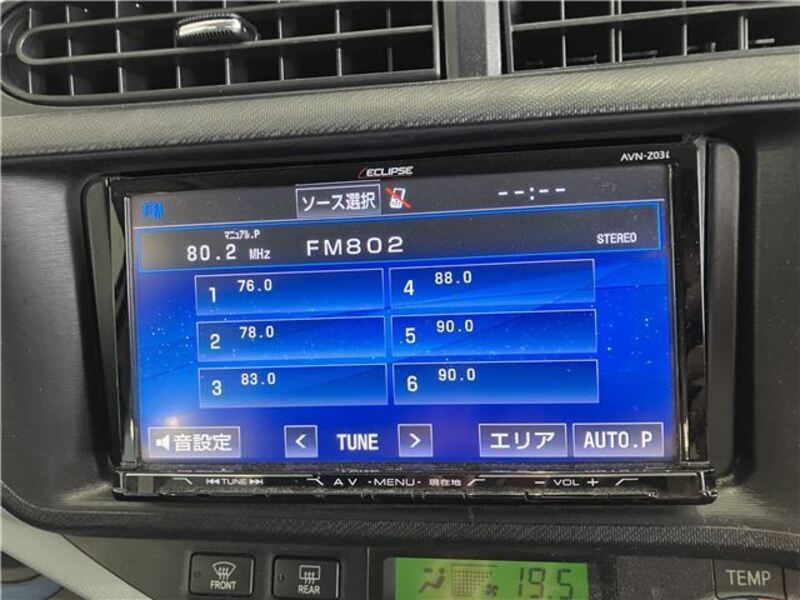 ECLIPSE
AVN-Z03i
FM
ソース選択
--:--
マニュアル.P
80.2 MHz
FM802
STEREO
1 76.0
4 88.0
2 78.0
5 90.0
3 83.0
6 90.0
音設定
< TUNE >
エリア
AUTO.P
TUNE
AV
MENU
現在地
− VOL +
FRONT
REAR
19.5
TEMP